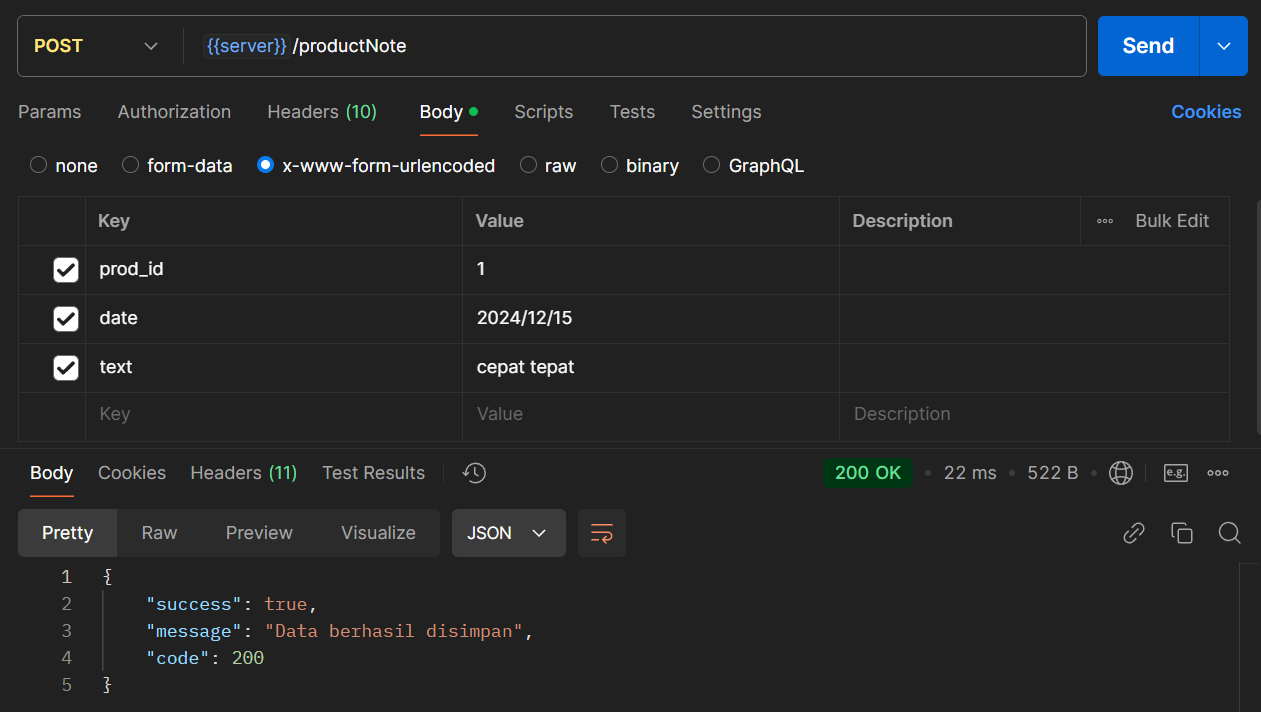 POST {{server}}/productNote Send
Params Authorization Headers (10) Body Scripts Tests Settings Cookies
none form-data x-www-form-urlencoded raw binary GraphQL
Key Value Description Bulk Edit
prod_id 1
date 2024/12/15
text cepat tepat
Key Value Description
Body Cookies Headers (11) Test Results 200 OK 22 ms 522 B e.g.
Pretty Raw Preview Visualize JSON
1 {
2 "success": true,
3 "message": "Data berhasil disimpan",
4 "code": 200
5 }